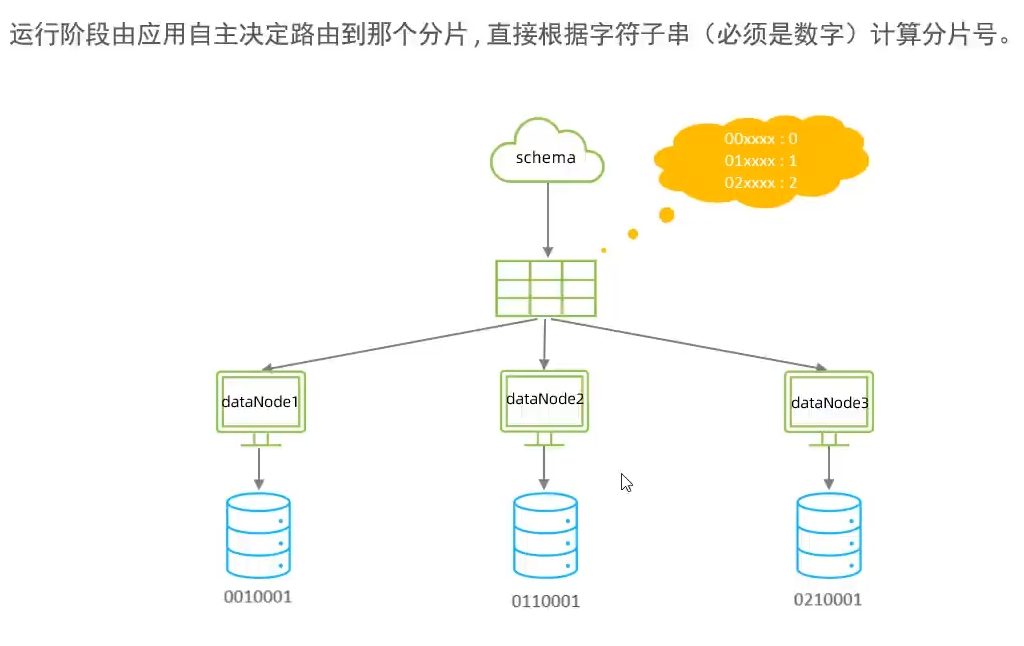 运行阶段由应用自主决定路由到那个分片，直接根据字符子串（必须是数字）计算分片号。
schema
00xxxx : 0
01xxxx : 1
02xxxx : 2
dataNode1
dataNode2
dataNode3
0010001
0110001
0210001